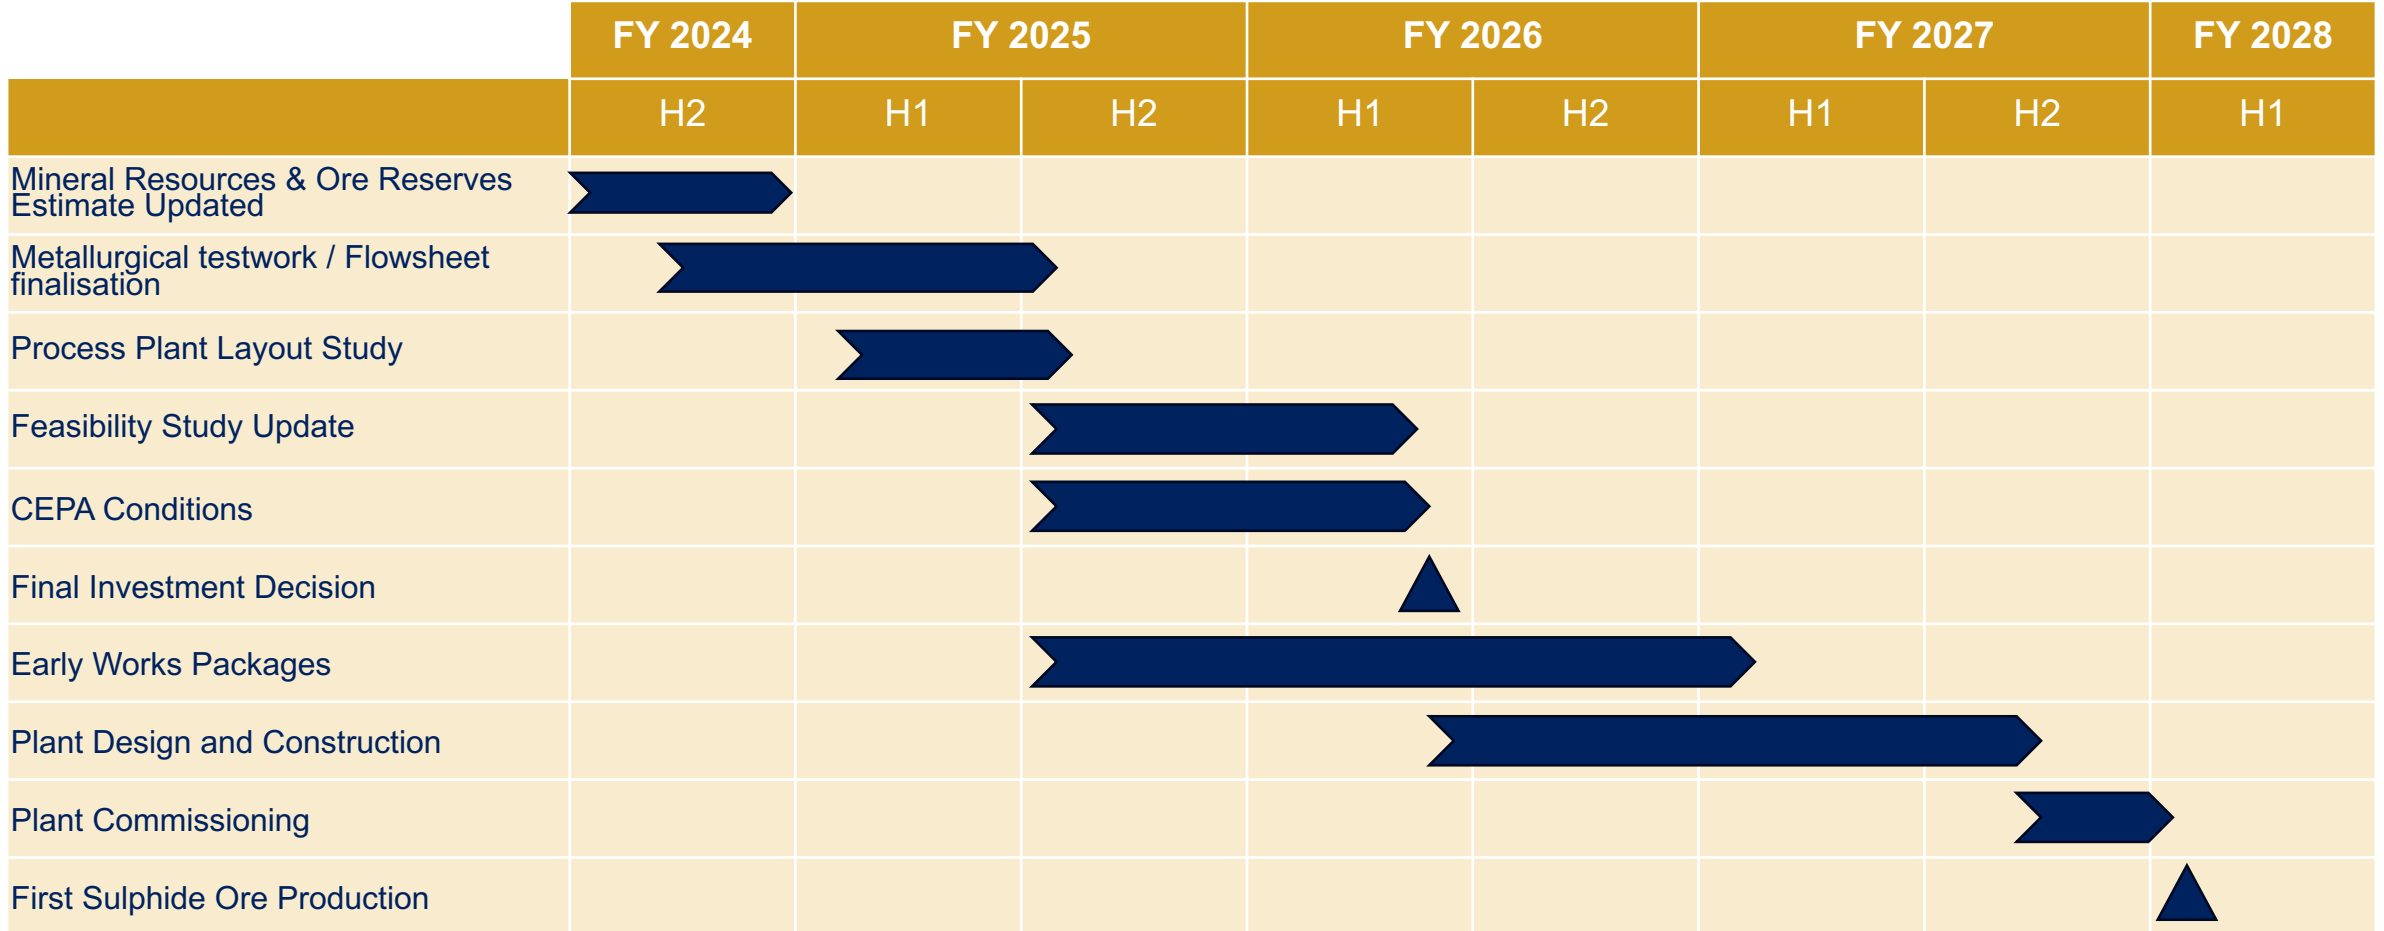 FY 2024 FY 2025 FY 2026 FY 2027 FY 2028
H2 H1 H2 H1 H2 H1 H2 H1
Mineral Resources & Ore Reserves
Estimate Updated
Metallurgical testwork / Flowsheet
finalisation
Process Plant Layout Study
Feasibility Study Update
CEPA Conditions
Final Investment Decision
Early Works Packages
Plant Design and Construction
Plant Commissioning
First Sulphide Ore Production